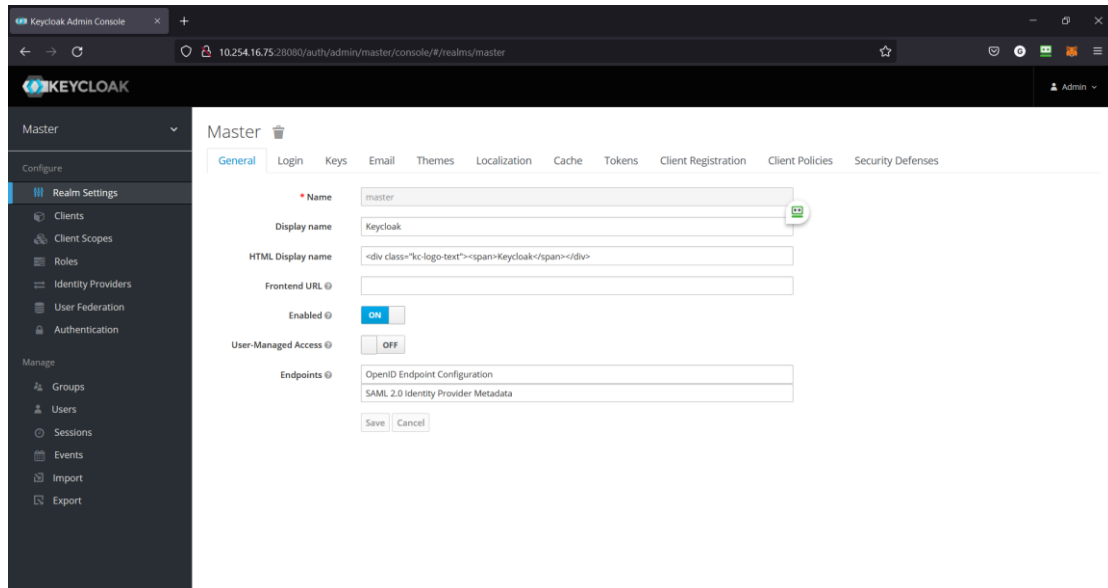 Keycloak Admin Console
10.254.16.75:28080/auth/admin/master/console/#/realms/master
KEYCLOAK
Admin
Master
Configure
Realm Settings
Clients
Client Scopes
Roles
Identity Providers
User Federation
Authentication
Manage
Groups
Users
Sessions
Events
Import
Export
Master
General Login Keys Email Themes Localization Cache Tokens Client Registration Client Policies Security Defenses
* Name master
Display name Keycloak
HTML Display name <div class="kc-logo-text"><span>Keycloak</span></div>
Frontend URL
Enabled ON
User-Managed Access OFF
Endpoints OpenID Endpoint Configuration
SAML 2.0 Identity Provider Metadata
Save Cancel